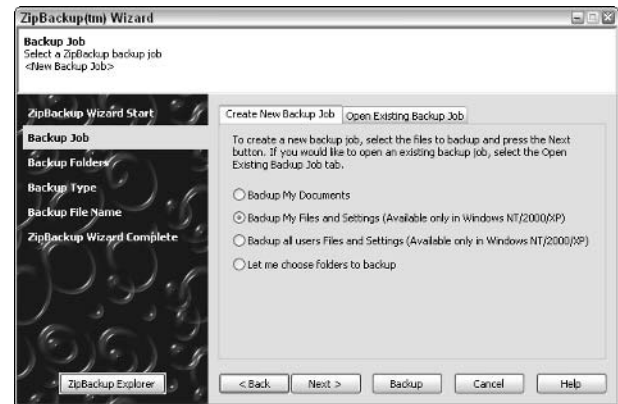 ZipBackup(tm) Wizard
Backup Job
Select a ZipBackup backup job
<New Backup Job>
ZipBackup Wizard Start
Backup Job
Backup Folders
Backup Type
Backup File Name
ZipBackup Wizard Complete
ZipBackup Explorer
Create New Backup Job
Open Existing Backup Job
To create a new backup job, select the files to backup and press the Next
button. If you would like to open an existing backup job, select the Open
Existing Backup Job tab.
Backup My Documents
Backup My Files and Settings (Available only in Windows NT/2000/XP)
Backup all users Files and Settings (Available only in Windows NT/2000/XP)
Let me choose folders to backup
< Back
Next >
Backup
Cancel
Help